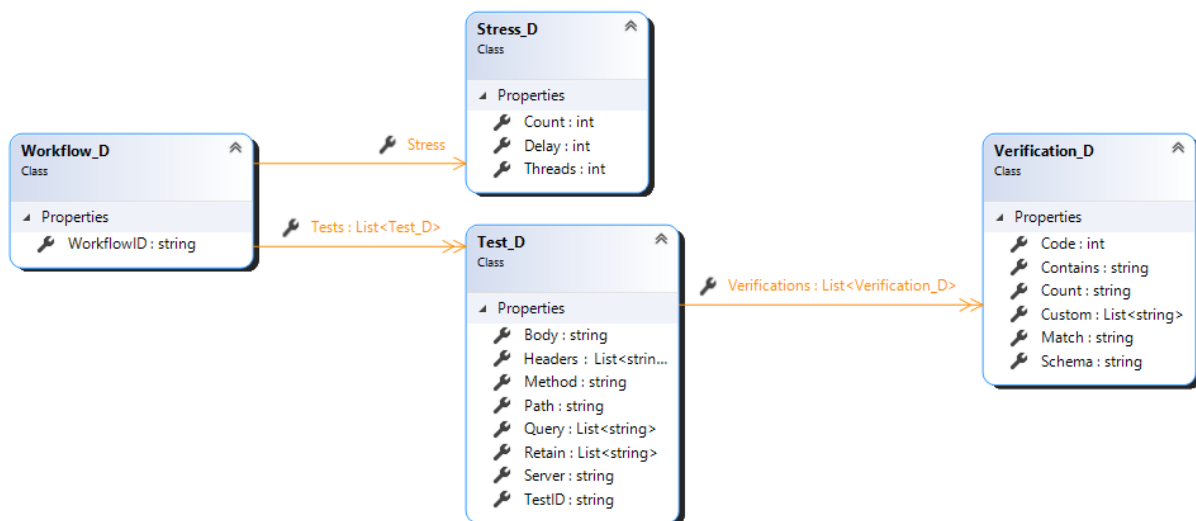 Stress_D
Class
Properties
Count : int
Delay : int
Threads : int
Workflow_D
Class
Properties
WorkflowID : string
Stress
Tests : List<Test_D>
Test_D
Class
Properties
Body : string
Headers : List<strin...
Method : string
Path : string
Query : List<string>
Retain : List<string>
Server : string
TestID : string
Verifications : List<Verification_D>
Verification_D
Class
Properties
Code : int
Contains : string
Count : string
Custom : List<string>
Match : string
Schema : string